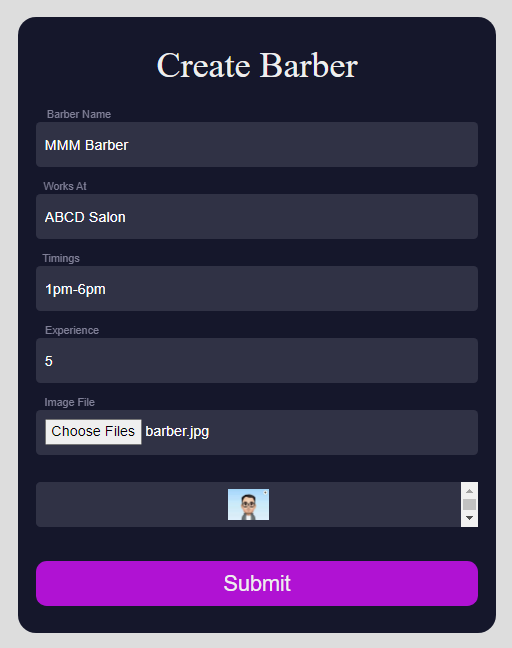 Create Barber
Barber Name
MMM Barber
Works At
ABCD Salon
Timings
1pm-6pm
Experience
5
Image File
Choose Files barber.jpg
Submit